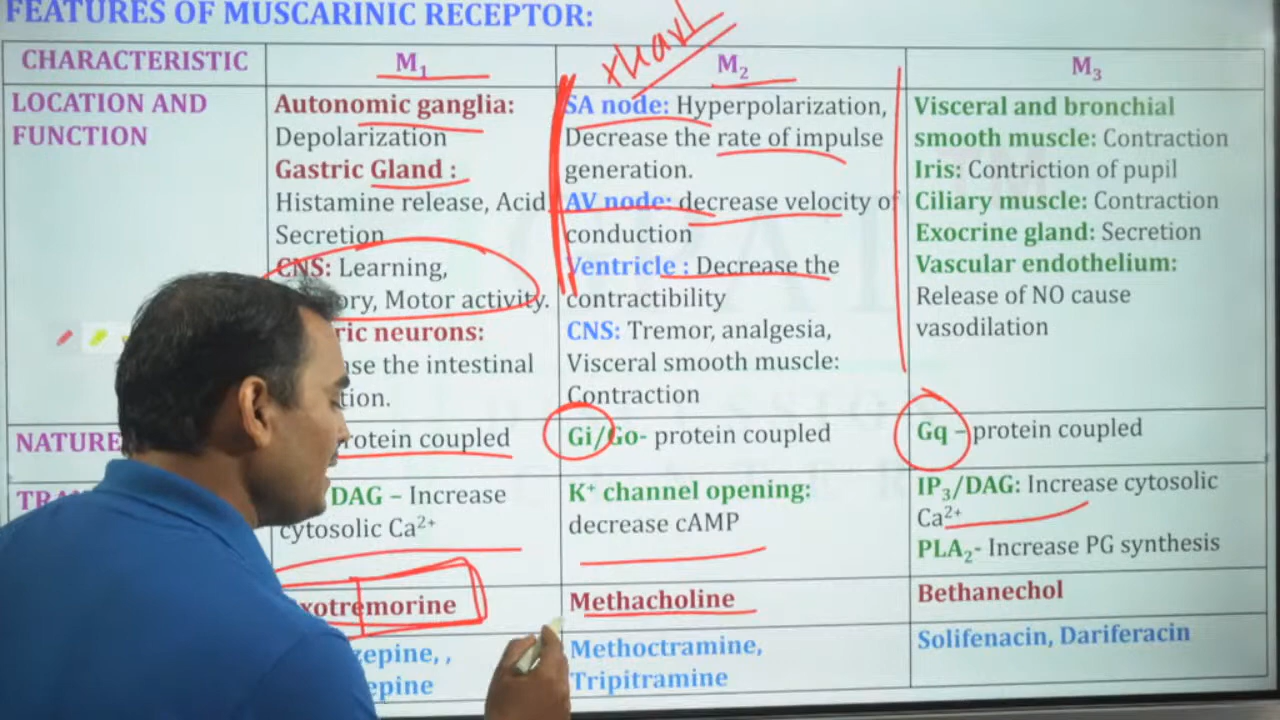 FEATURES OF MUSCARINIC RECEPTOR:
CHARACTERISTIC
M₁
M₂
M₃
LOCATION AND
FUNCTION
Autonomic ganglia:
Depolarization
Gastric Gland :
Histamine release, Acid
Secretion
CNS: Learning,
ory, Motor activity.
ric neurons:
ase the intestinal
tion.
SA node: Hyperpolarization,
Decrease the rate of impulse
generation.
AV node: decrease velocity of
conduction
Ventricle : Decrease the
contractibility
CNS: Tremor, analgesia,
Visceral smooth muscle:
Contraction
Visceral and bronchial
smooth muscle: Contraction
Iris: Contriction of pupil
Ciliary muscle: Contraction
Exocrine gland: Secretion
Vascular endothelium:
Release of NO cause
vasodilation
NATURE
rotein coupled
Gi/Go- protein coupled
Gq – protein coupled
TRA
DAG – Increase
cytosolic Ca²⁺
K⁺ channel opening:
decrease cAMP
IP₃/DAG: Increase cytosolic
Ca²⁺
PLA₂- Increase PG synthesis
xotremorine
Methacholine
Bethanechol
zepine, ,
epine
Methoctramine,
Tripitramine
Solifenacin, Dariferacin